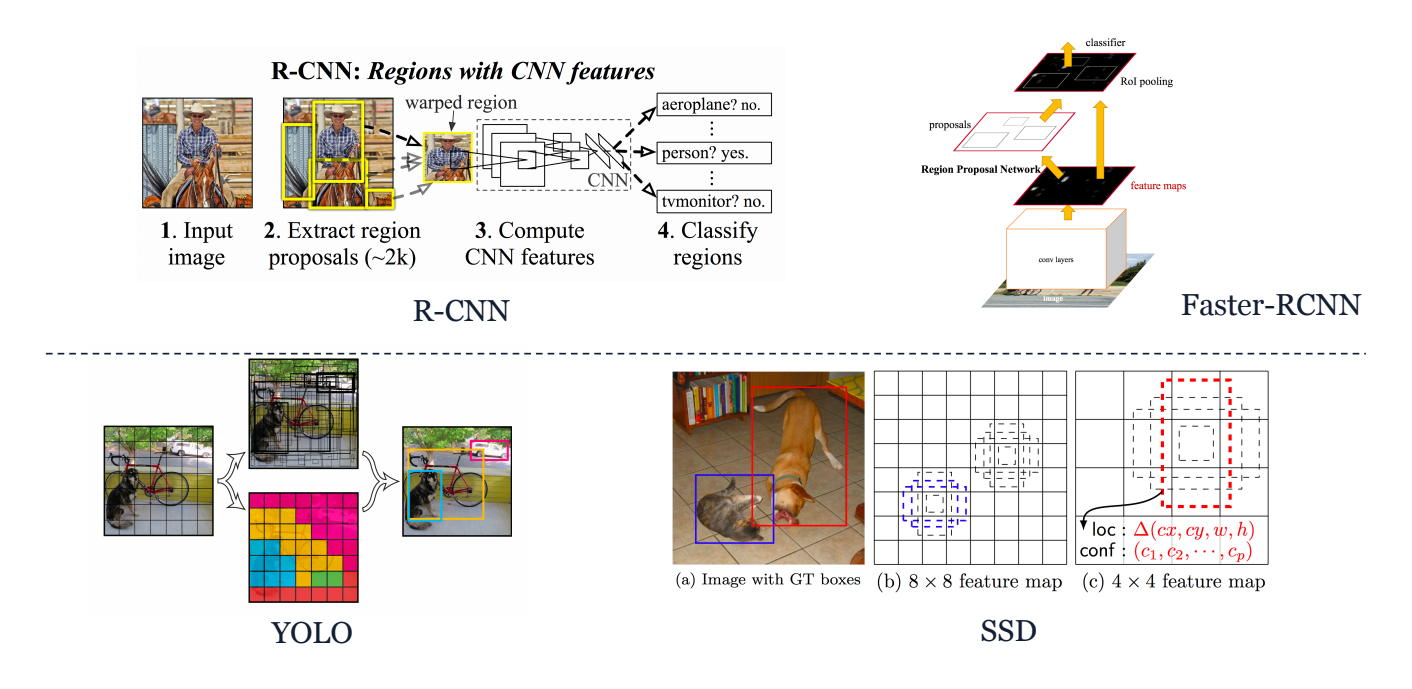 R-CNN: Regions with CNN features
warped region
aeroplane? no.
person? yes.
tvmonitor? no.
CNN
1. Input image
2. Extract region proposals (~2k)
3. Compute CNN features
4. Classify regions
R-CNN
classifier
RoI pooling
proposals
Region Proposal Network
feature maps
conv layers
image
Faster-RCNN
YOLO
loc : Δ(cx, cy, w, h)
conf : (c₁, c₂, ⋯, cₚ)
(a) Image with GT boxes
(b) 8 × 8 feature map
(c) 4 × 4 feature map
SSD